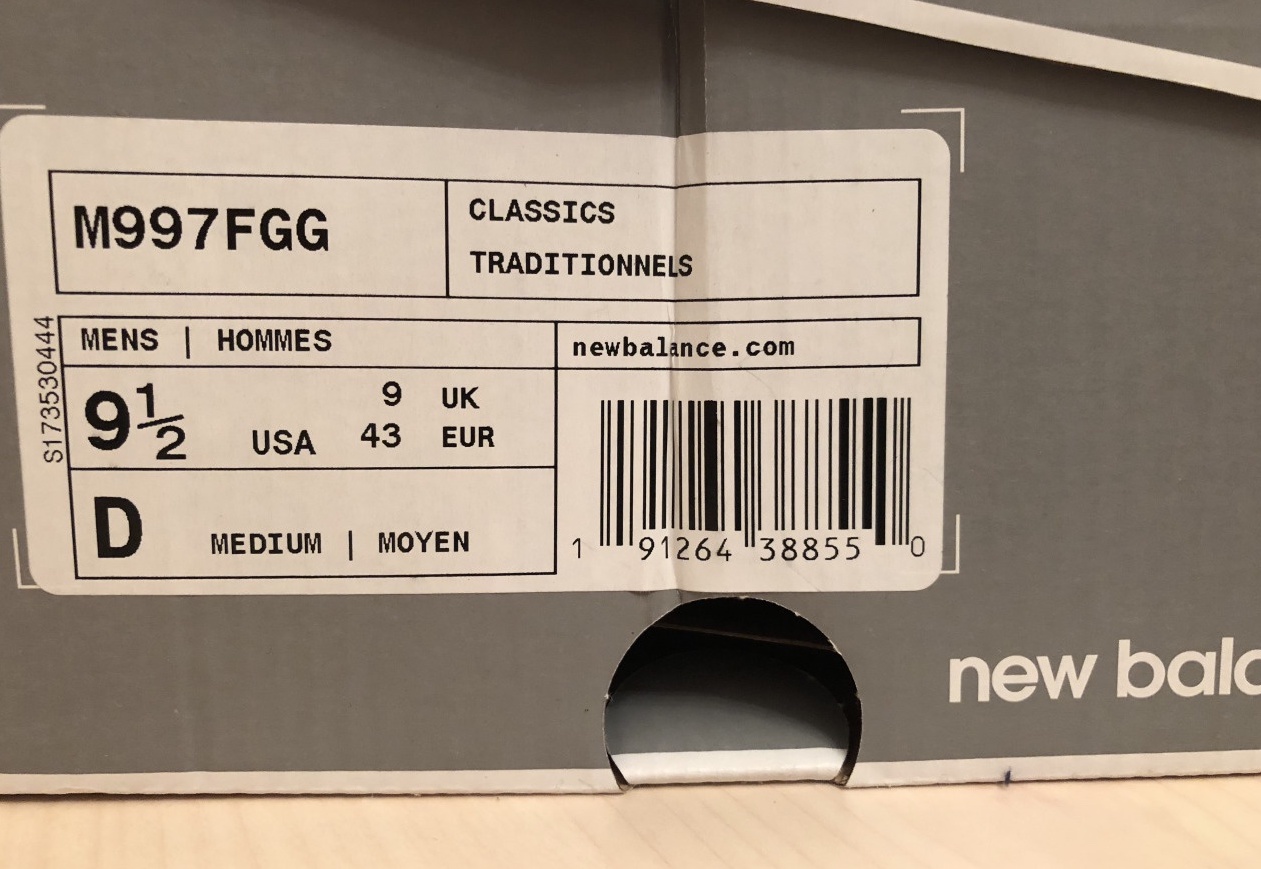 M997FGG
CLASSICS
TRADITIONNELS
S173530444
MENS | HOMMES
newbalance.com
9½ USA
9 UK
43 EUR
D MEDIUM | MOYEN
1 91264 38855 0
new bala